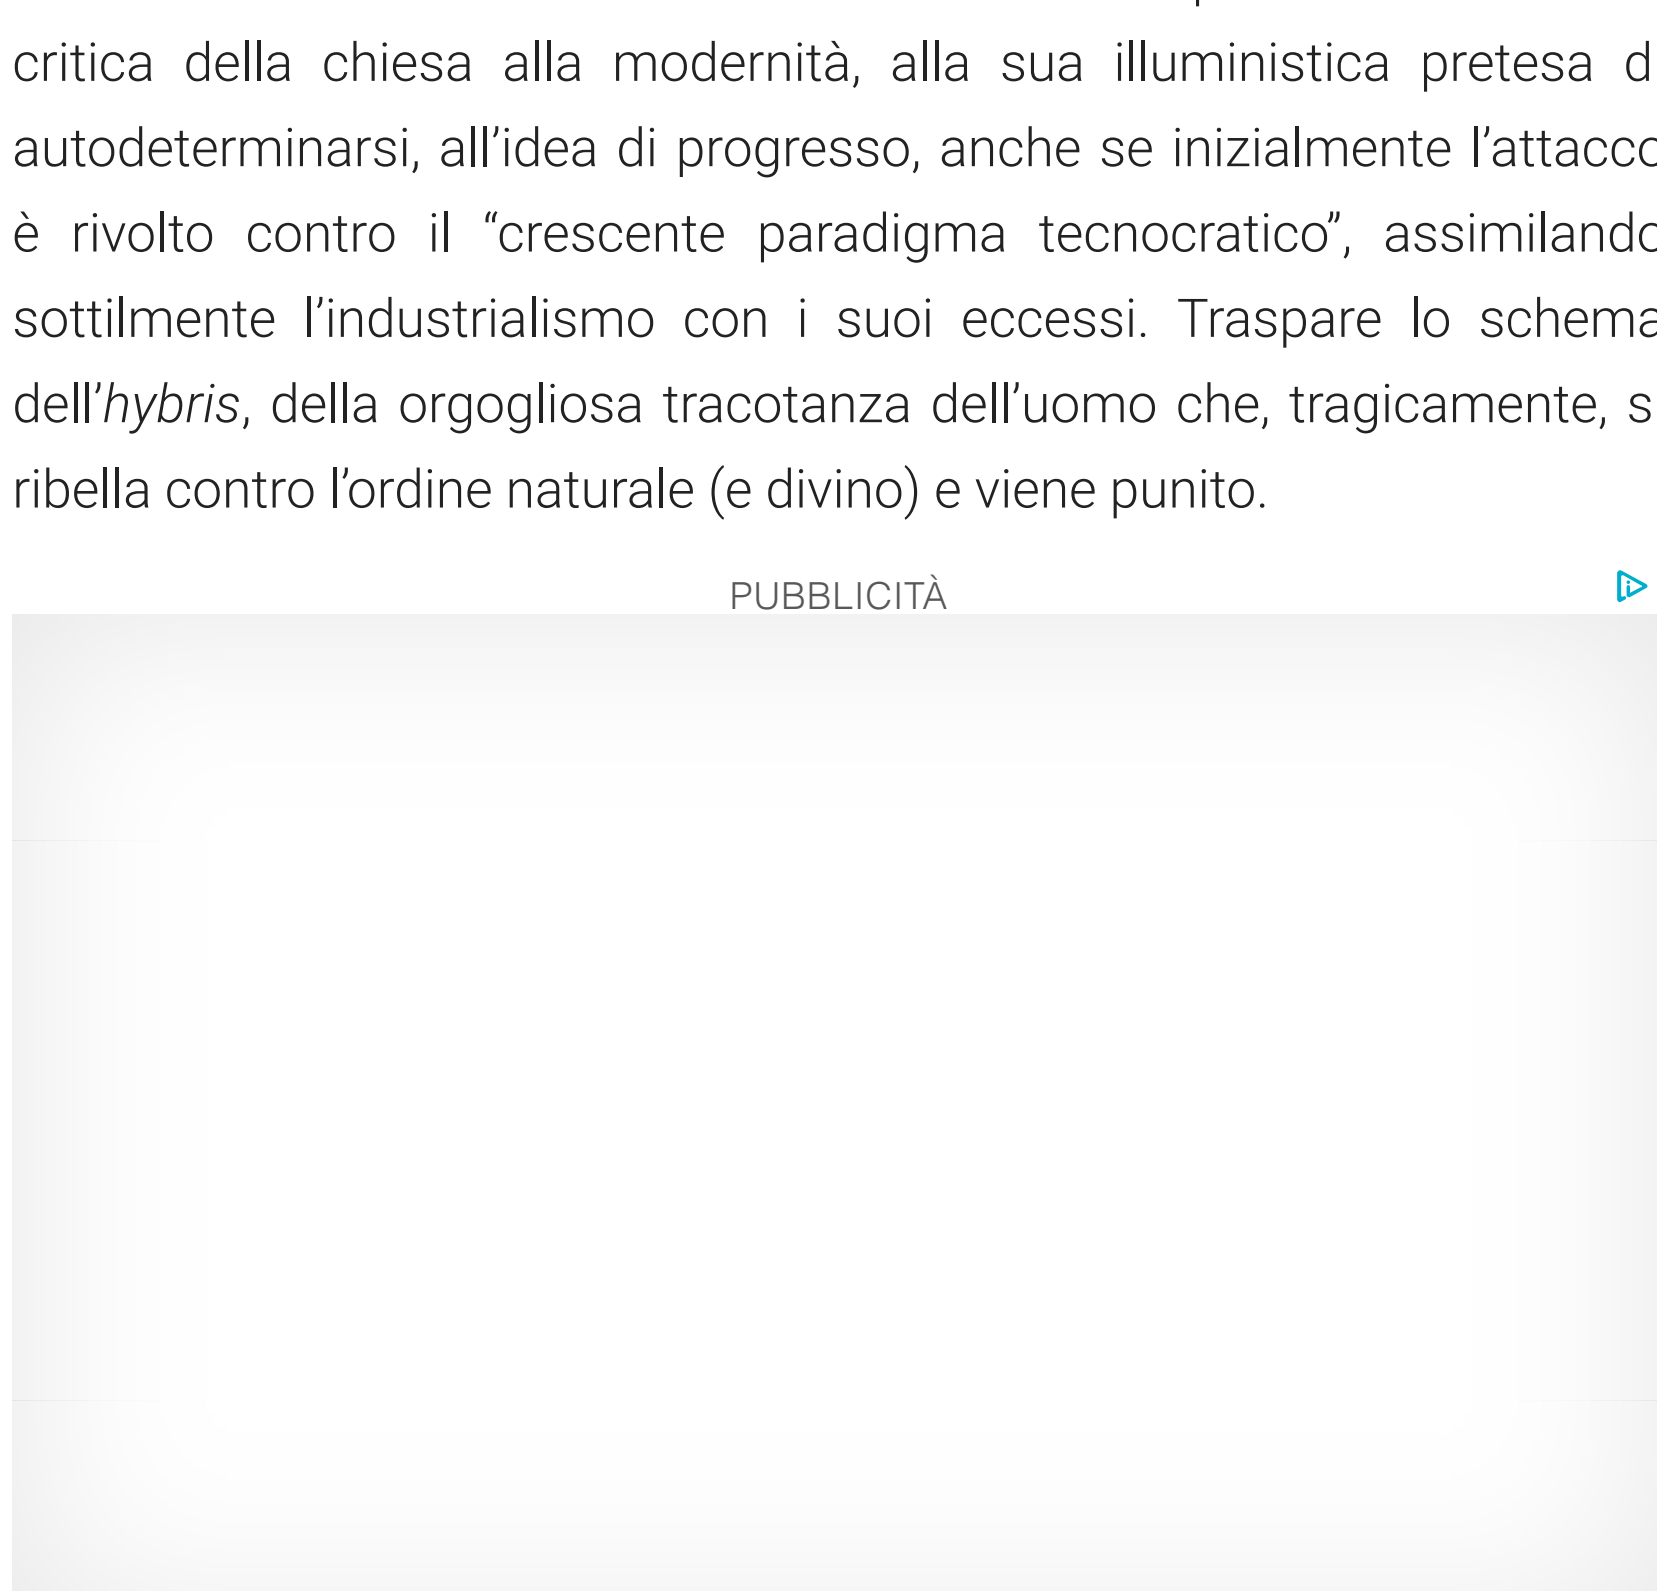 critica della chiesa alla modernità, alla sua illuministica pretesa d
autodeterminarsi, all’idea di progresso, anche se inizialmente l’attacco
è rivolto contro il “crescente paradigma tecnocratico”, assimilando
sottilmente l’industrialismo con i suoi eccessi. Traspare lo schema
dell’hybris, della orgogliosa tracotanza dell’uomo che, tragicamente, s
ribella contro l’ordine naturale (e divino) e viene punito.
PUBBLICITÀ